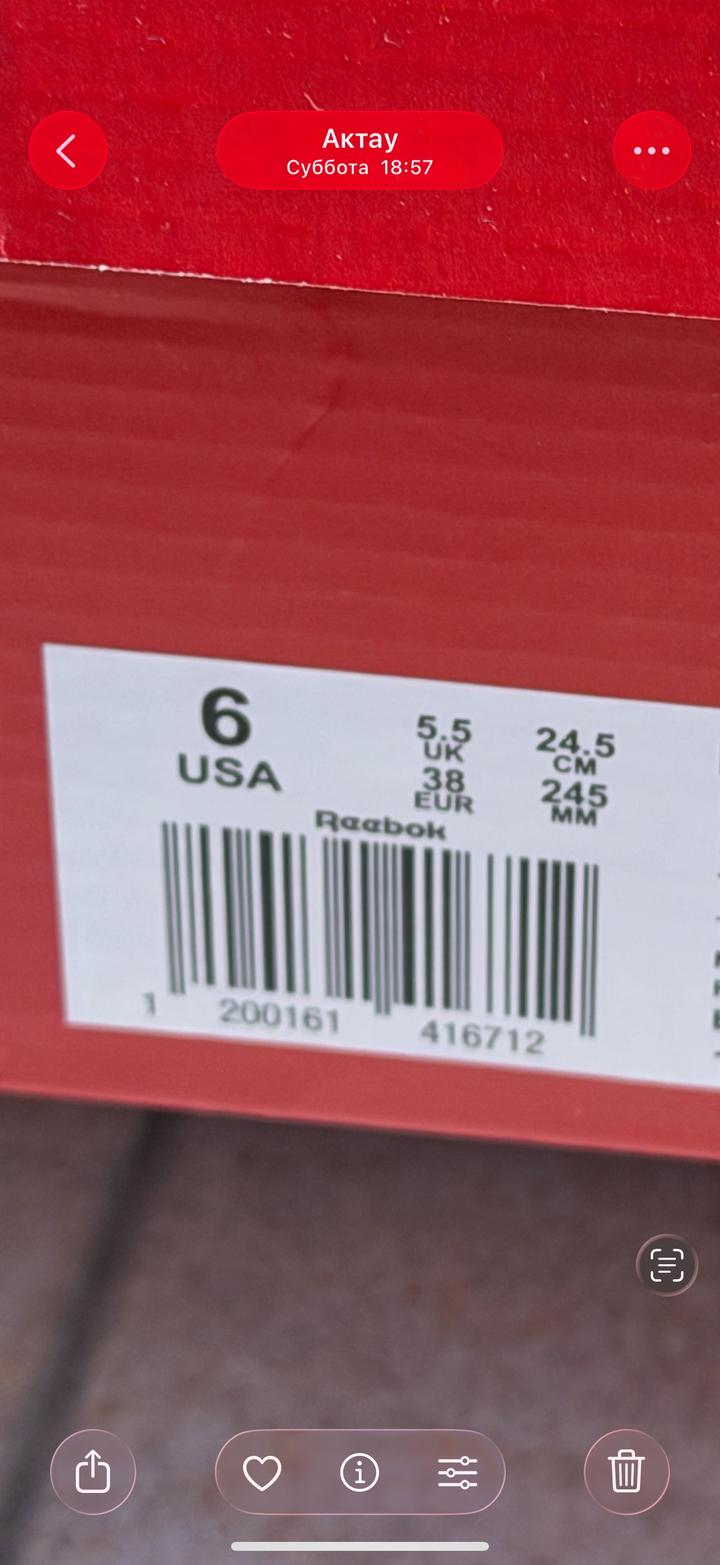 Актау
Суббота 18:57
6
USA
5.5
UK
38
EUR
24.5
CM
245
MM
Reebok
1 200161 416712